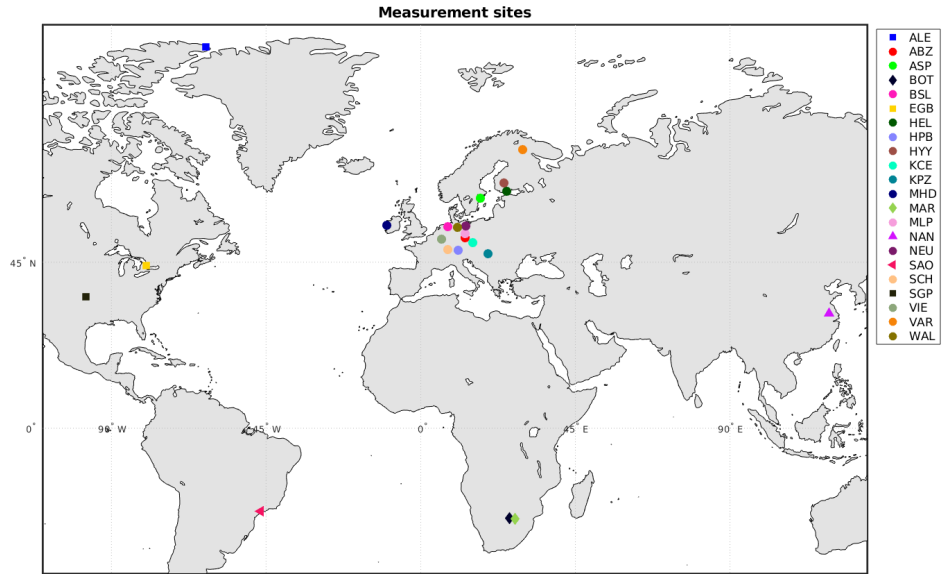 Measurement sites
ALE
ABZ
ASP
BOT
BSL
EGB
HEL
HPB
HYY
KCE
KPZ
MHD
MAR
MLP
NAN
NEU
SAO
SCH
SGP
VIE
VAR
WAL
45° N
0° 90° W 45° W 0° 45° E 90° E